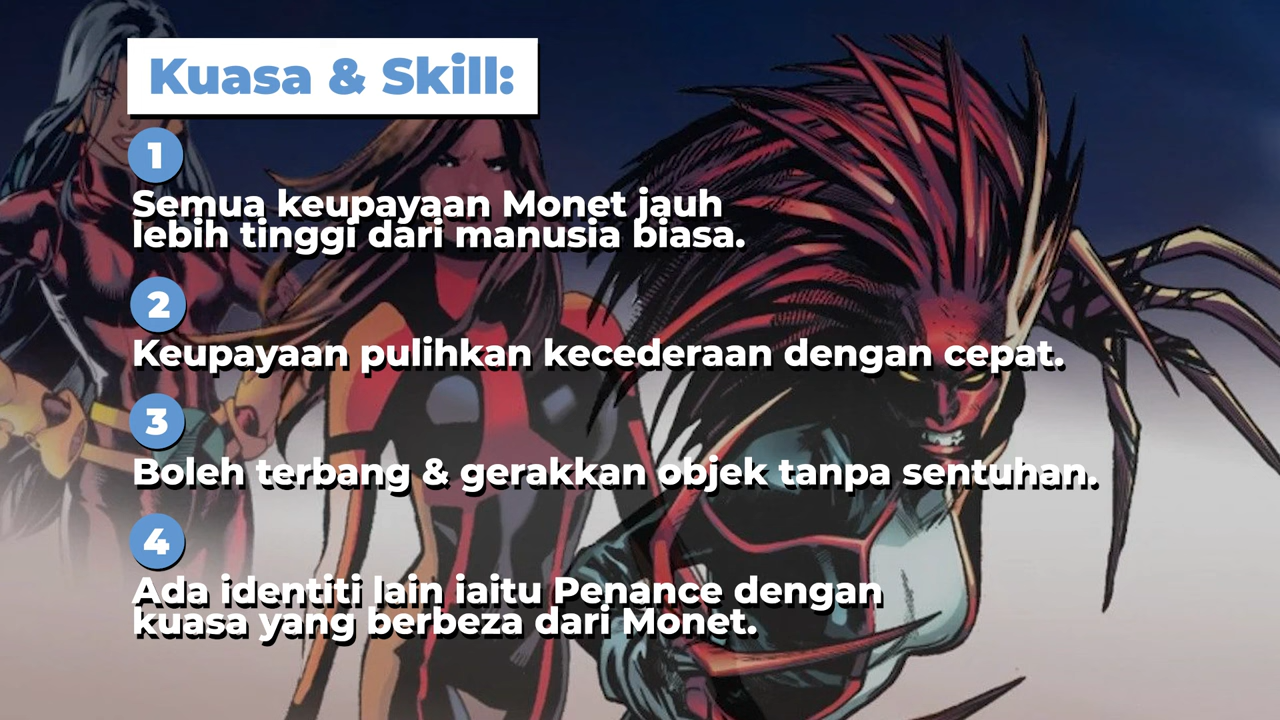 Kuasa & Skill:
1
Semua keupayaan Monet jauh
lebih tinggi dari manusia biasa.
2
Keupayaan pulihkan kecederaan dengan cepat.
3
Boleh terbang & gerakkan objek tanpa sentuhan.
4
Ada identiti lain iaitu Penance dengan
kuasa yang berbeza dari Monet.